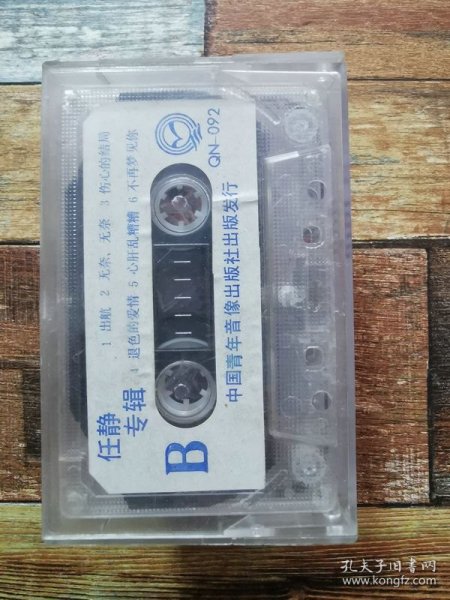 任静
专辑
B
1 出航 2 无奈、无奈 3 伤心的结局
4 退色的爱情 5 心肝乱糟糟 6 不再梦见你
QN-092
中国青年音像出版社出版发行
孔夫子旧书网
www.kongfz.com